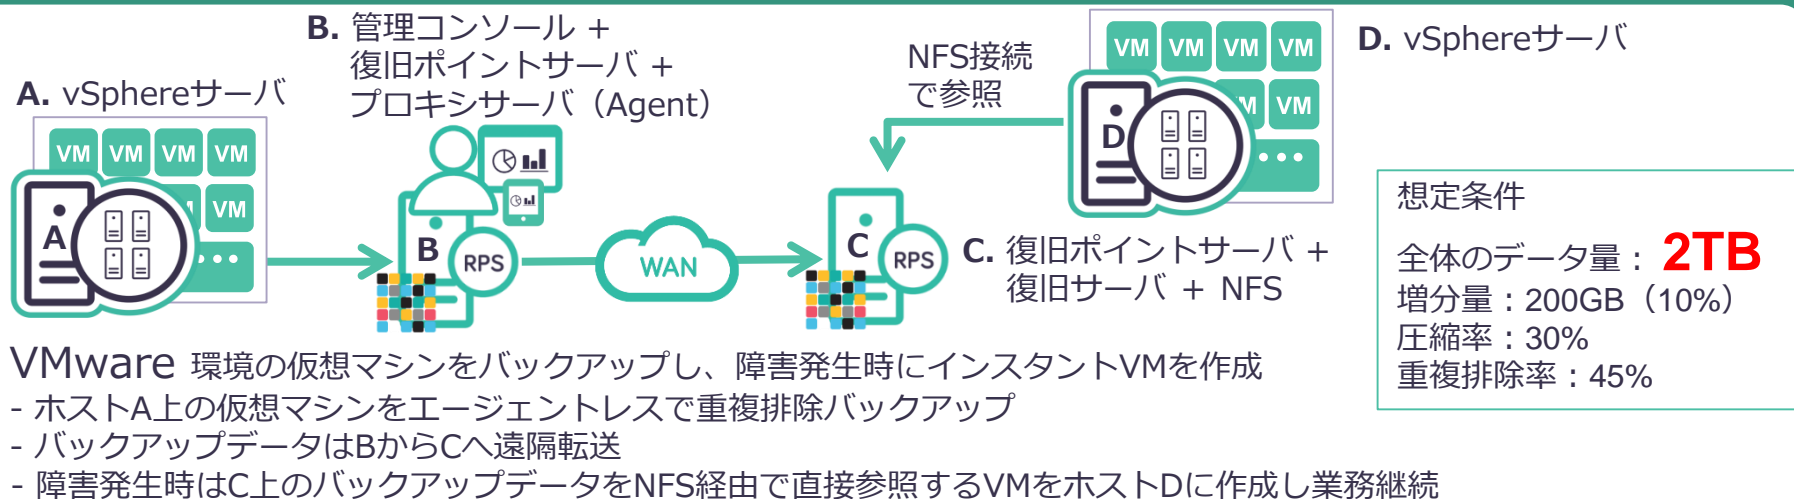 A. vSphereサーバ
VM VM VM VM
VM
A
B. 管理コンソール +
復旧ポイントサーバ +
プロキシサーバ（Agent）
B
RPS
WAN
NFS接続
で参照
C
RPS
C. 復旧ポイントサーバ +
復旧サーバ + NFS
VM VM VM VM
VM
D
D. vSphereサーバ
想定条件
全体のデータ量： 2TB
増分量：200GB（10%）
圧縮率：30%
重複排除率：45%
VMware 環境の仮想マシンをバックアップし、障害発生時にインスタントVMを作成
- ホストA上の仮想マシンをエージェントレスで重複排除バックアップ
- バックアップデータはBからCへ遠隔転送
- 障害発生時はC上のバックアップデータをNFS経由で直接参照するVMをホストDに作成し業務継続